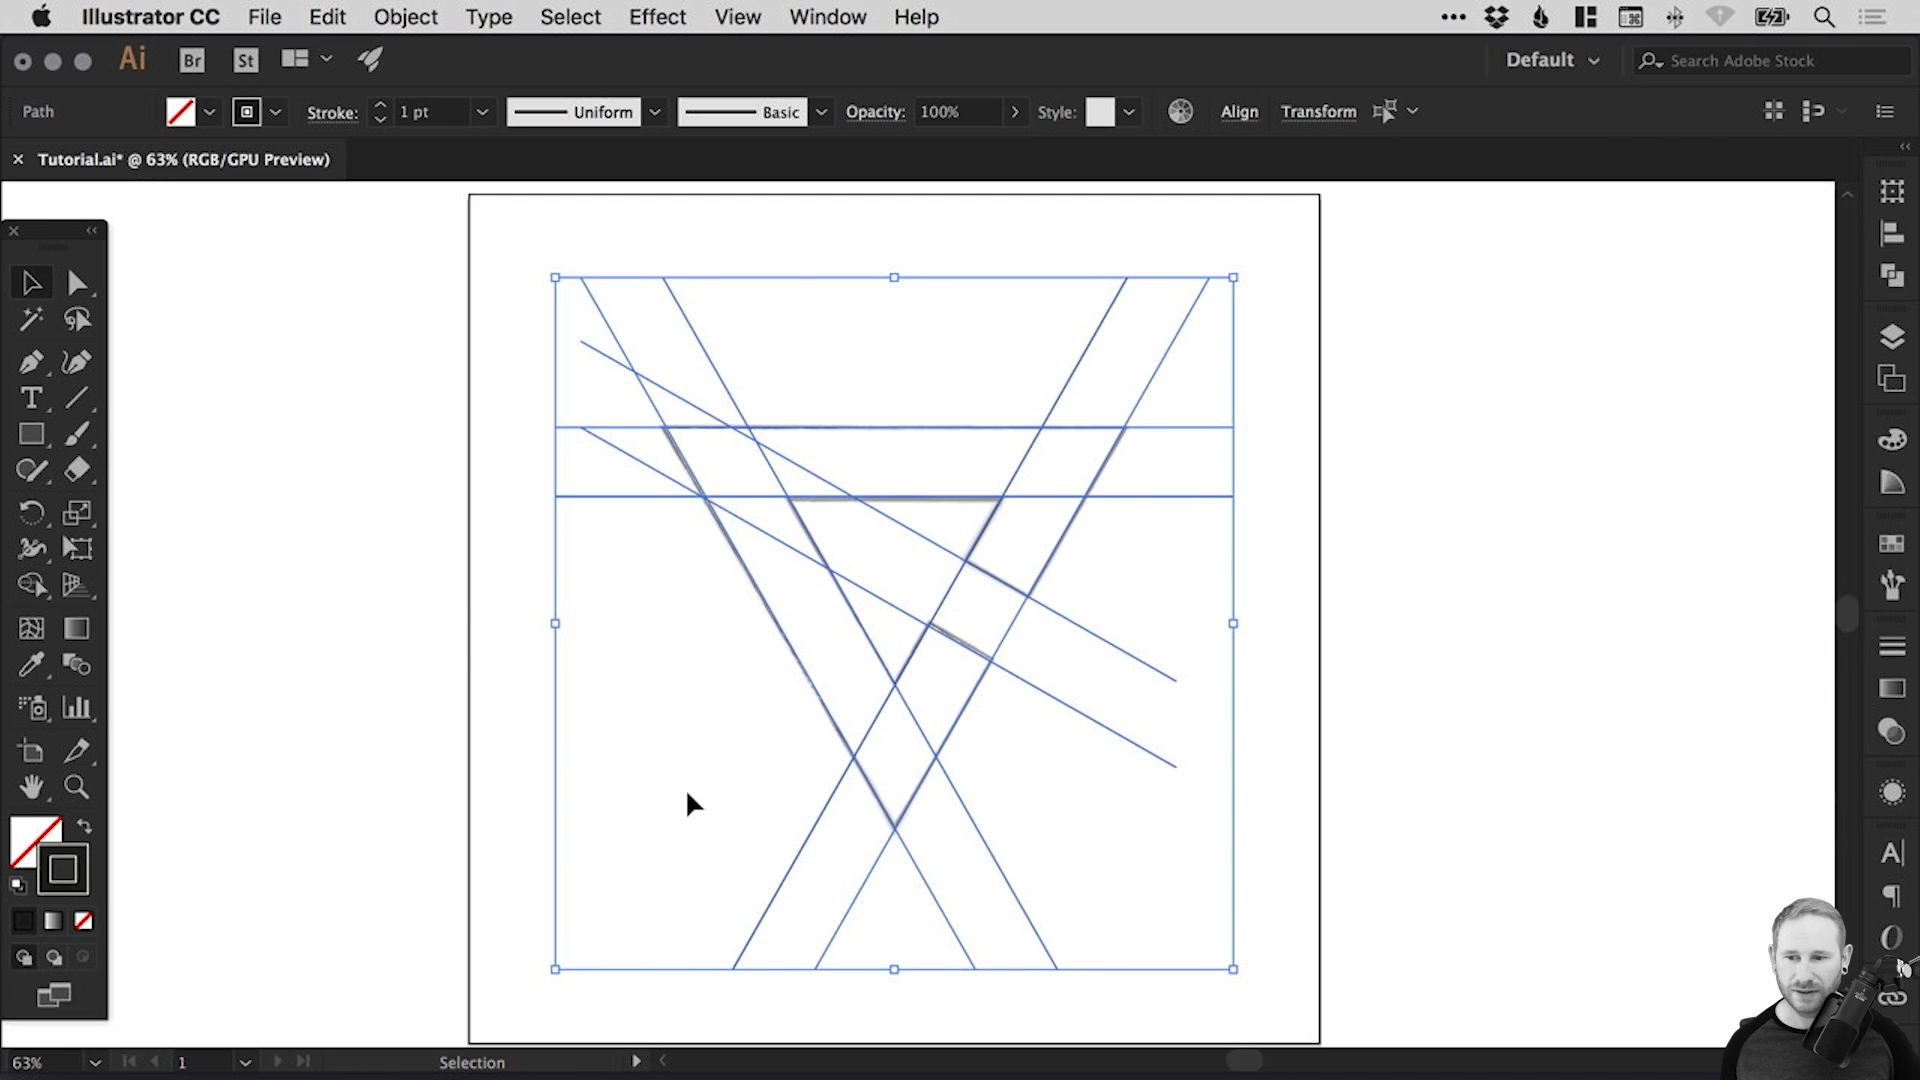 Illustrator CC File Edit Object Type Select Effect View Window Help
Ai Br St Default Search Adobe Stock
Path Stroke: 1 pt Uniform Basic Opacity: 100% Style: Align Transform
Tutorial.ai* @ 63% (RGB/GPU Preview)
63% 1 Selection